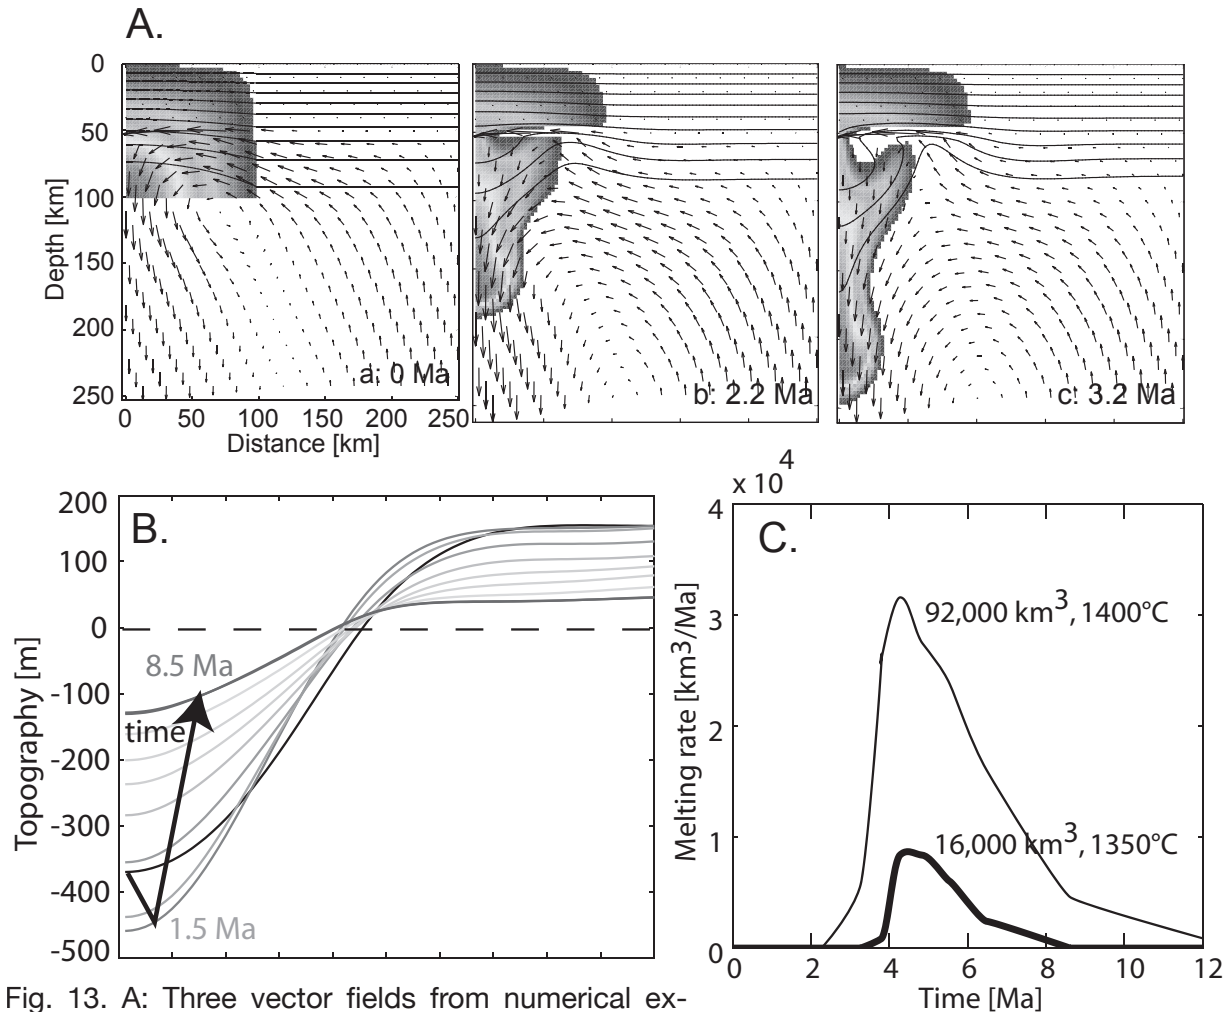 A.
0
50
100
150
200
250
Depth [km]
a: 0 Ma
b: 2.2 Ma
c: 3.2 Ma
0 50 100 150 200 250
Distance [km]
B.
200
100
0
-100
-200
-300
-400
-500
Topography [m]
8.5 Ma
time
1.5 Ma
x 10⁴
C.
4
3
2
1
0
Melting rate [km³/Ma]
92,000 km³, 1400°C
16,000 km³, 1350°C
0 2 4 6 8 10 12
Time [Ma]
Fig. 13. A: Three vector fields from numerical ex-